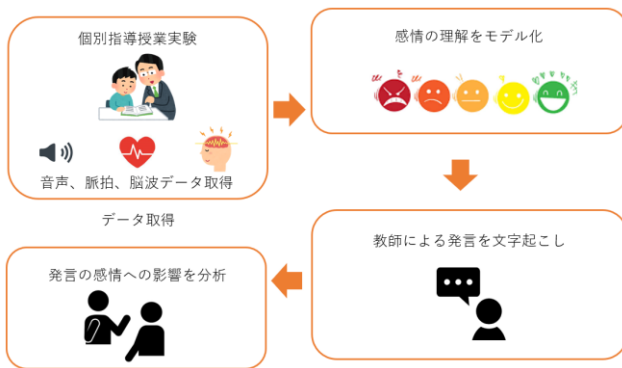 個別指導授業実験
音声、脈拍、脳波データ取得
データ取得
感情の理解をモデル化
教師による発言を文字起こし
発言の感情への影響を分析